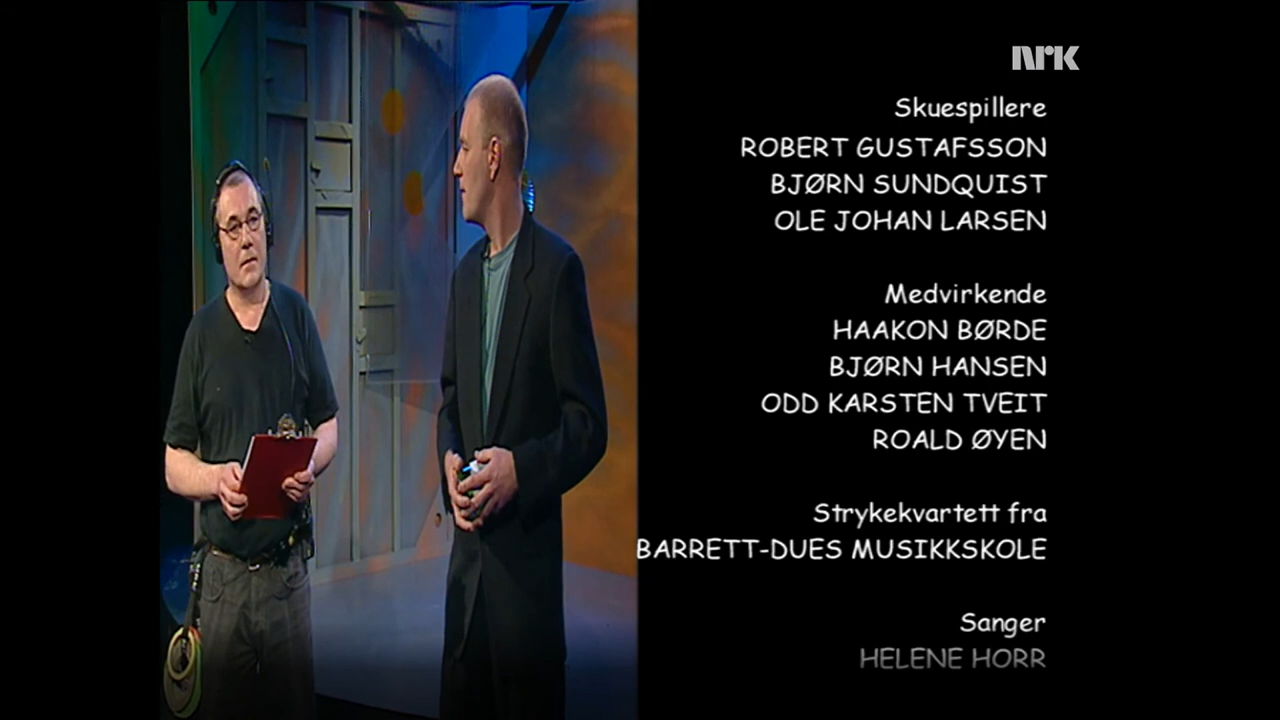 NRK
Skuespillere
ROBERT GUSTAFSSON
BJØRN SUNDQUIST
OLE JOHAN LARSEN
Medvirkende
HAAKON BØRDE
BJØRN HANSEN
ODD KARSTEN TVEIT
ROALD ØYEN
Strykekvartett fra
BARRETT-DUES MUSIKKSKOLE
Sanger
HELENE HORR